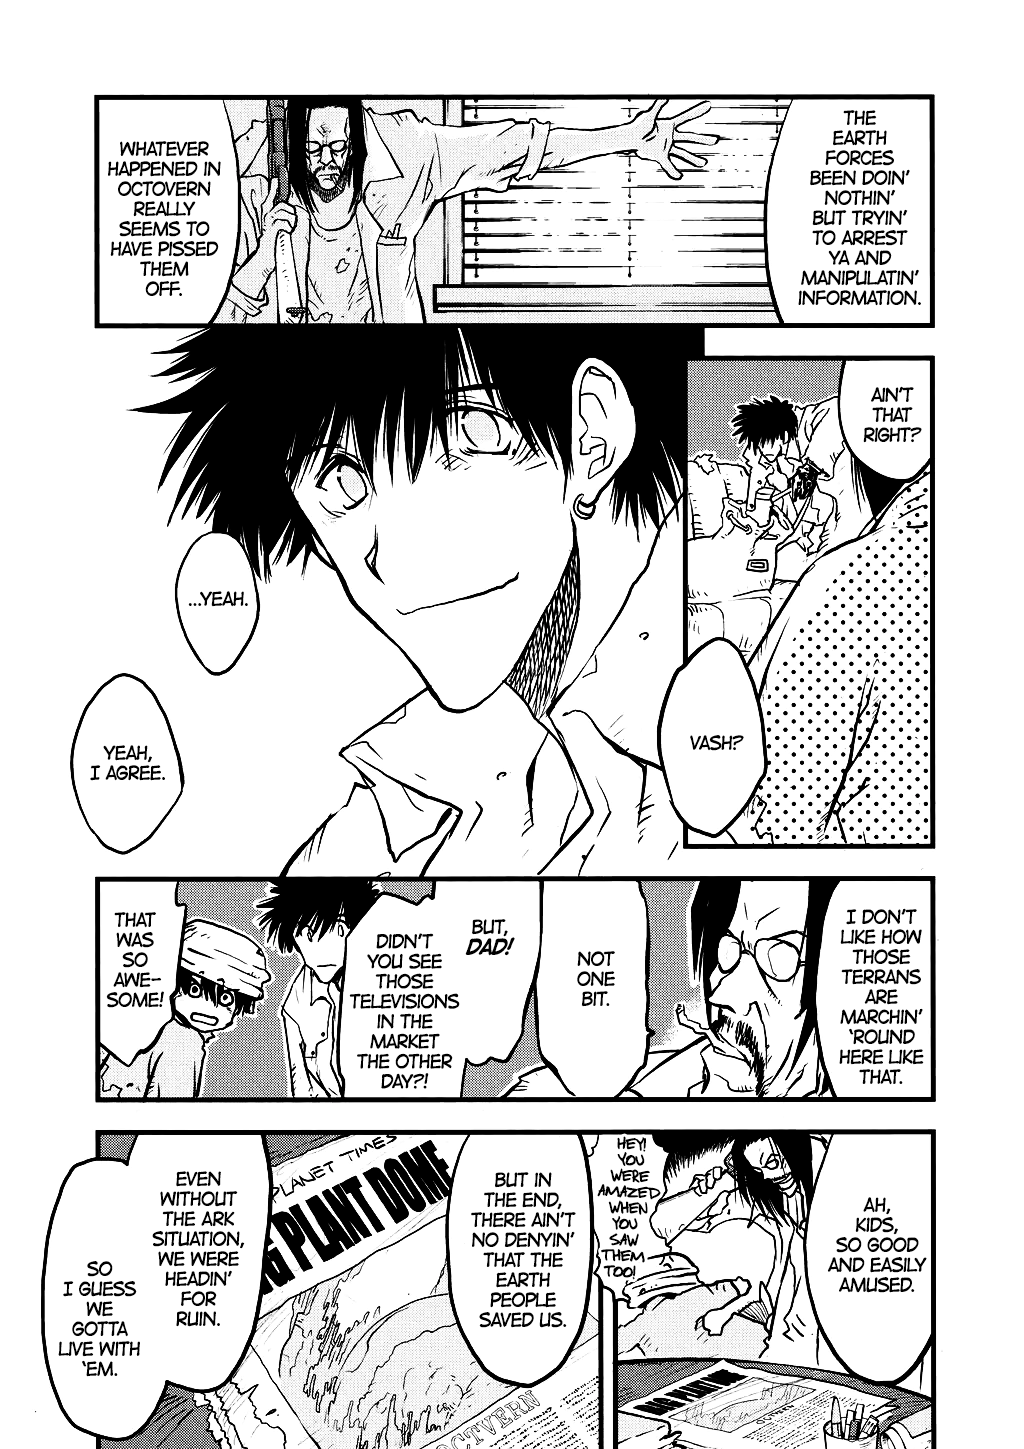 THE
EARTH
FORCES
BEEN DOIN'
NOTHIN'
BUT TRYIN'
TO ARREST
YA AND
MANIPULATIN'
INFORMATION.
WHATEVER
HAPPENED IN
OCTOVERN
REALLY
SEEMS TO
HAVE PISSED
THEM
OFF.
AIN'T
THAT
RIGHT?
VASH?
...YEAH.
YEAH,
I AGREE.
I DON'T
LIKE HOW
THOSE
TERRANS
ARE
MARCHIN'
'ROUND
HERE LIKE
THAT.
NOT
ONE
BIT.
BUT,
DAD!
DIDN'T
YOU SEE
THOSE
TELEVISIONS
IN THE
MARKET
THE OTHER
DAY?!
THAT
WAS
SO
AWE-
SOME!
AH,
KIDS,
SO GOOD
AND EASILY
AMUSED.
HEY!
YOU
WERE
AMAZED
WHEN
YOU
SAW
THEM
TOO!
BUT IN
THE END,
THERE AIN'T
NO DENYIN'
THAT THE
EARTH
PEOPLE
SAVED US.
PLANET TIMES
PLANT DOME
OCTVERN
EVEN
WITHOUT
THE ARK
SITUATION,
WE WERE
HEADIN'
FOR
RUIN.
SO
I GUESS
WE
GOTTA
LIVE WITH
'EM.